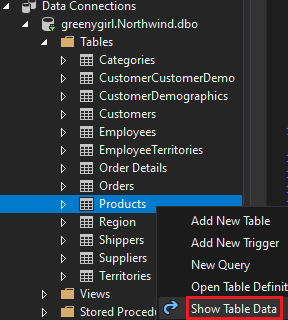 Data Connections
greenygirl.Northwind.dbo
Tables
Categories
CustomerCustomerDemo
CustomerDemographics
Customers
Employees
EmployeeTerritories
Order Details
Orders
Products
Region
Shippers
Suppliers
Territories
Views
Stored Procedu
Add New Table
Add New Trigger
New Query
Open Table Definit
Show Table Data